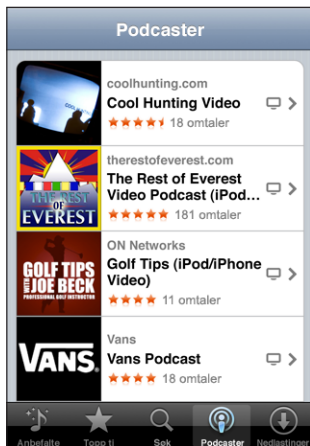 Podcaster
coolhunting.com
Cool Hunting Video
18 omtaler
THE REST
OF
EVEREST
therestofeverest.com
The Rest of Everest
Video Podcast (iPod...
181 omtaler
GOLF TIPS
WITH JOE BECK
PROFESSIONAL GOLF INSTRUCTOR
ON Networks
Golf Tips (iPod/iPhone
Video)
11 omtaler
VANS
Vans
Vans Podcast
18 omtaler
Anbefalte Topp ti Søk Podcaster Nedlastinger